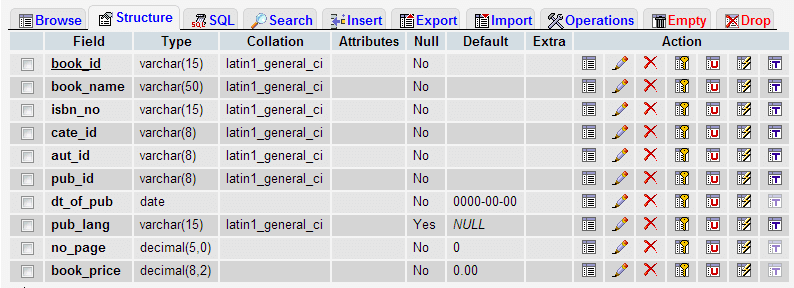 Browse Structure SQL Search Insert Export Import Operations Empty Drop
Field Type Collation Attributes Null Default Extra Action
book_id varchar(15) latin1_general_ci No
book_name varchar(50) latin1_general_ci No
isbn_no varchar(15) latin1_general_ci No
cate_id varchar(8) latin1_general_ci No
aut_id varchar(8) latin1_general_ci No
pub_id varchar(8) latin1_general_ci No
dt_of_pub date No 0000-00-00
pub_lang varchar(15) latin1_general_ci Yes NULL
no_page decimal(5,0) No 0
book_price decimal(8,2) No 0.00